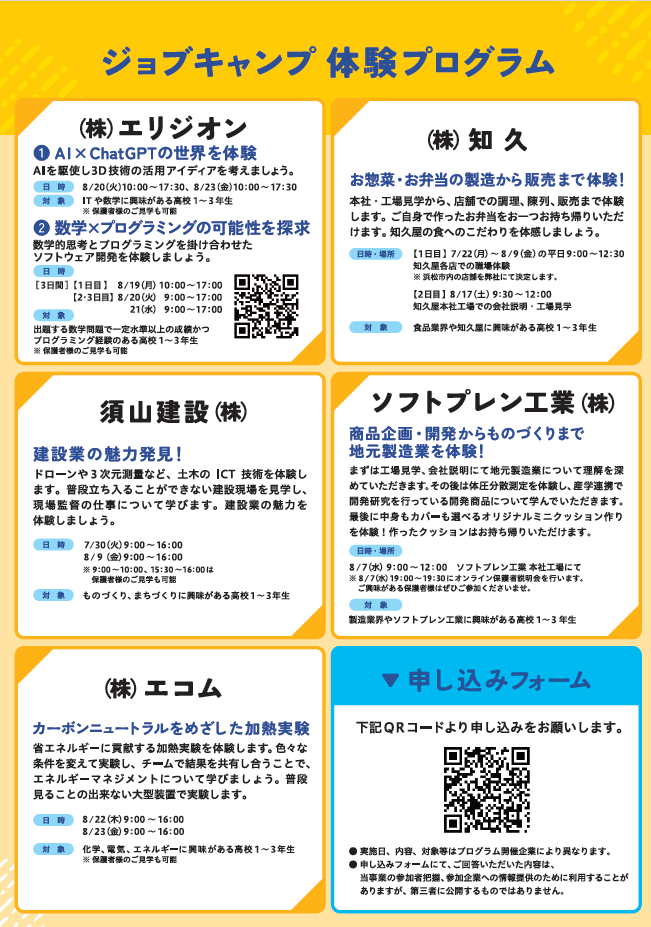 ジョブキャンプ 体験プログラム
(株)エリジオン
❶ AI×ChatGPTの世界を体験
AIを駆使し3D技術の活用アイディアを考えましょう。
日 時 8/20(火)10:00～17:30、8/23(金)10:00～17:30
対 象 ITや数学に興味がある高校1～3年生
※保護者様のご見学も可能
❷ 数学×プログラミングの可能性を探求
数学的思考とプログラミングを掛け合わせた
ソフトウェア開発を体験しましょう。
日 時
[3日間]【1日目】 8/19(月) 10:00～17:00
【2・3日目】8/20(火) 9:00～17:00
21(水) 9:00～17:00
対 象
出題する数学問題で一定水準以上の成績かつ
プログラミング経験のある高校1～3年生
※保護者様のご見学も可能
(株)知久
お惣菜・お弁当の製造から販売まで体験!
本社・工場見学から、店舗での調理、陳列、販売まで体験
します。ご自身で作ったお弁当をお一つお持ち帰りいただ
けます。知久屋の食へのこだわりを体感しましょう。
日時・場所 【1日目】7/22(月)～8/9(金)の平日9:00～12:30
知久屋各店での職場体験
※浜松市内の店舗を弊社にて決定します。
【2日目】8/17(土) 9:30～12:00
知久屋本社工場での会社説明・工場見学
対 象 食品業界や知久屋に興味がある高校1～3年生
須山建設(株)
建設業の魅力発見!
ドローンや3次元測量など、土木の ICT 技術を体験し
ます。普段立ち入ることができない建設現場を見学し、
現場監督の仕事について学びます。建設業の魅力を
体験しましょう。
日 時 7/30(火)9:00～16:00
8/9(金)9:00～16:00
※9:00～10:00、15:30～16:00は
保護者様のご見学も可能
対 象 ものづくり、まちづくりに興味がある高校1～3年生
ソフトプレン工業(株)
商品企画・開発からものづくりまで
地元製造業を体験!
まずは工場見学、会社説明にて地元製造業について理解を深
めていただきます。その後は体圧分散測定を体験し、産学連携で
開発研究を行っている開発商品について学んでいただきます。
最後に中身もカバーも選べるオリジナルミニクッション作り
を体験!作ったクッションはお持ち帰りいただけます。
日時・場所
8/7(水) 9:00～12:00 ソフトプレン工業 本社工場にて
※8/7(水)19:00～19:30にオンライン保護者説明会を行います。
ご興味がある保護者様はぜひご参加くださいませ。
対 象
製造業界やソフトプレン工業に興味がある高校1～3年生
(株)エコム
カーボンニュートラルをめざした加熱実験
省エネルギーに貢献する加熱実験を体験します。色々な
条件を変えて実験し、チームで結果を共有し合うことで、
エネルギーマネジメントについて学びましょう。普段
見ることの出来ない大型装置で実験します。
日 時 8/22(木)9:00～16:00
8/23(金)9:00～16:00
対 象 化学、電気、エネルギーに興味がある高校1～3年生
※保護者様のご見学も可能
▼申し込みフォーム
下記QRコードより申し込みをお願いします。
●実施日、内容、対象等はプログラム開催企業により異なります。
●申し込みフォームにて、ご回答いただいた内容は、
当事業の参加者把握、参加企業への情報提供のために利用することが
ありますが、第三者に公開するものではありません。